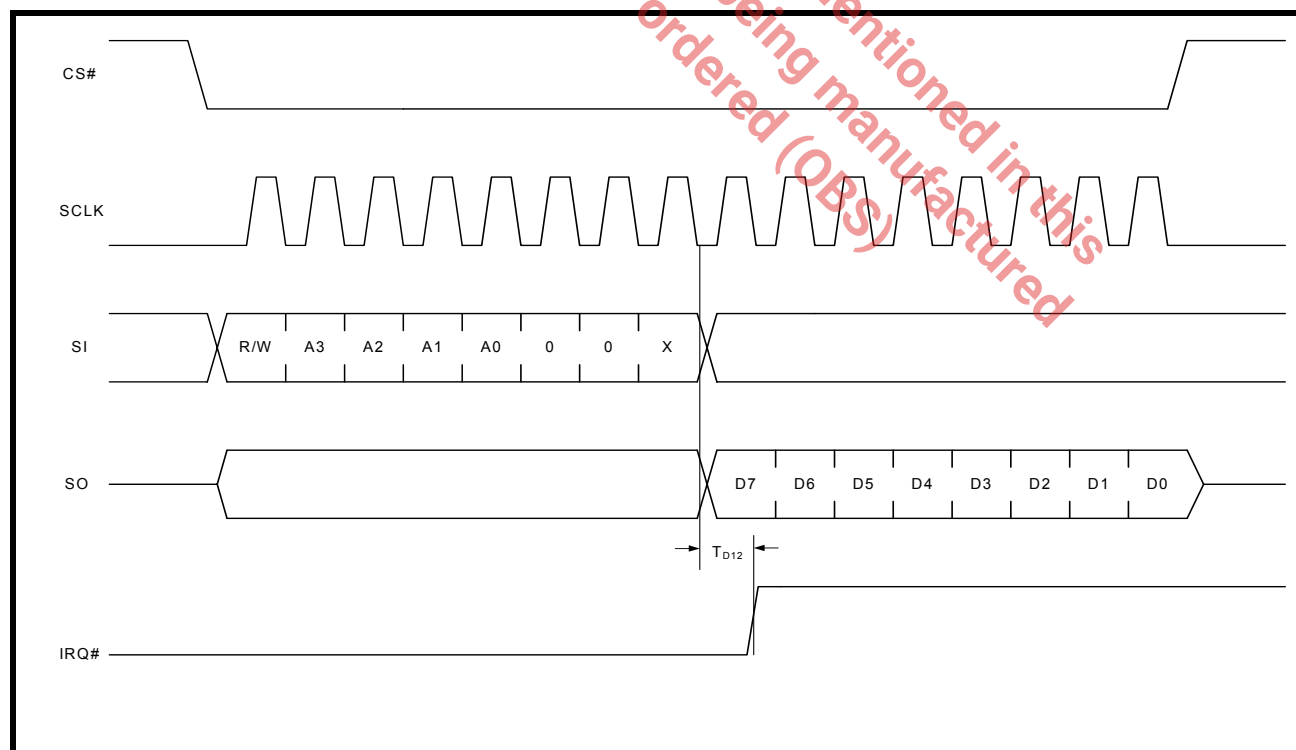 mentioned in this
being manufactured
ordered (OBS)
CS#
SCLK
SI
R/W A3 A2 A1 A0 0 0 X
SO
D7 D6 D5 D4 D3 D2 D1 D0
TD12
IRQ#